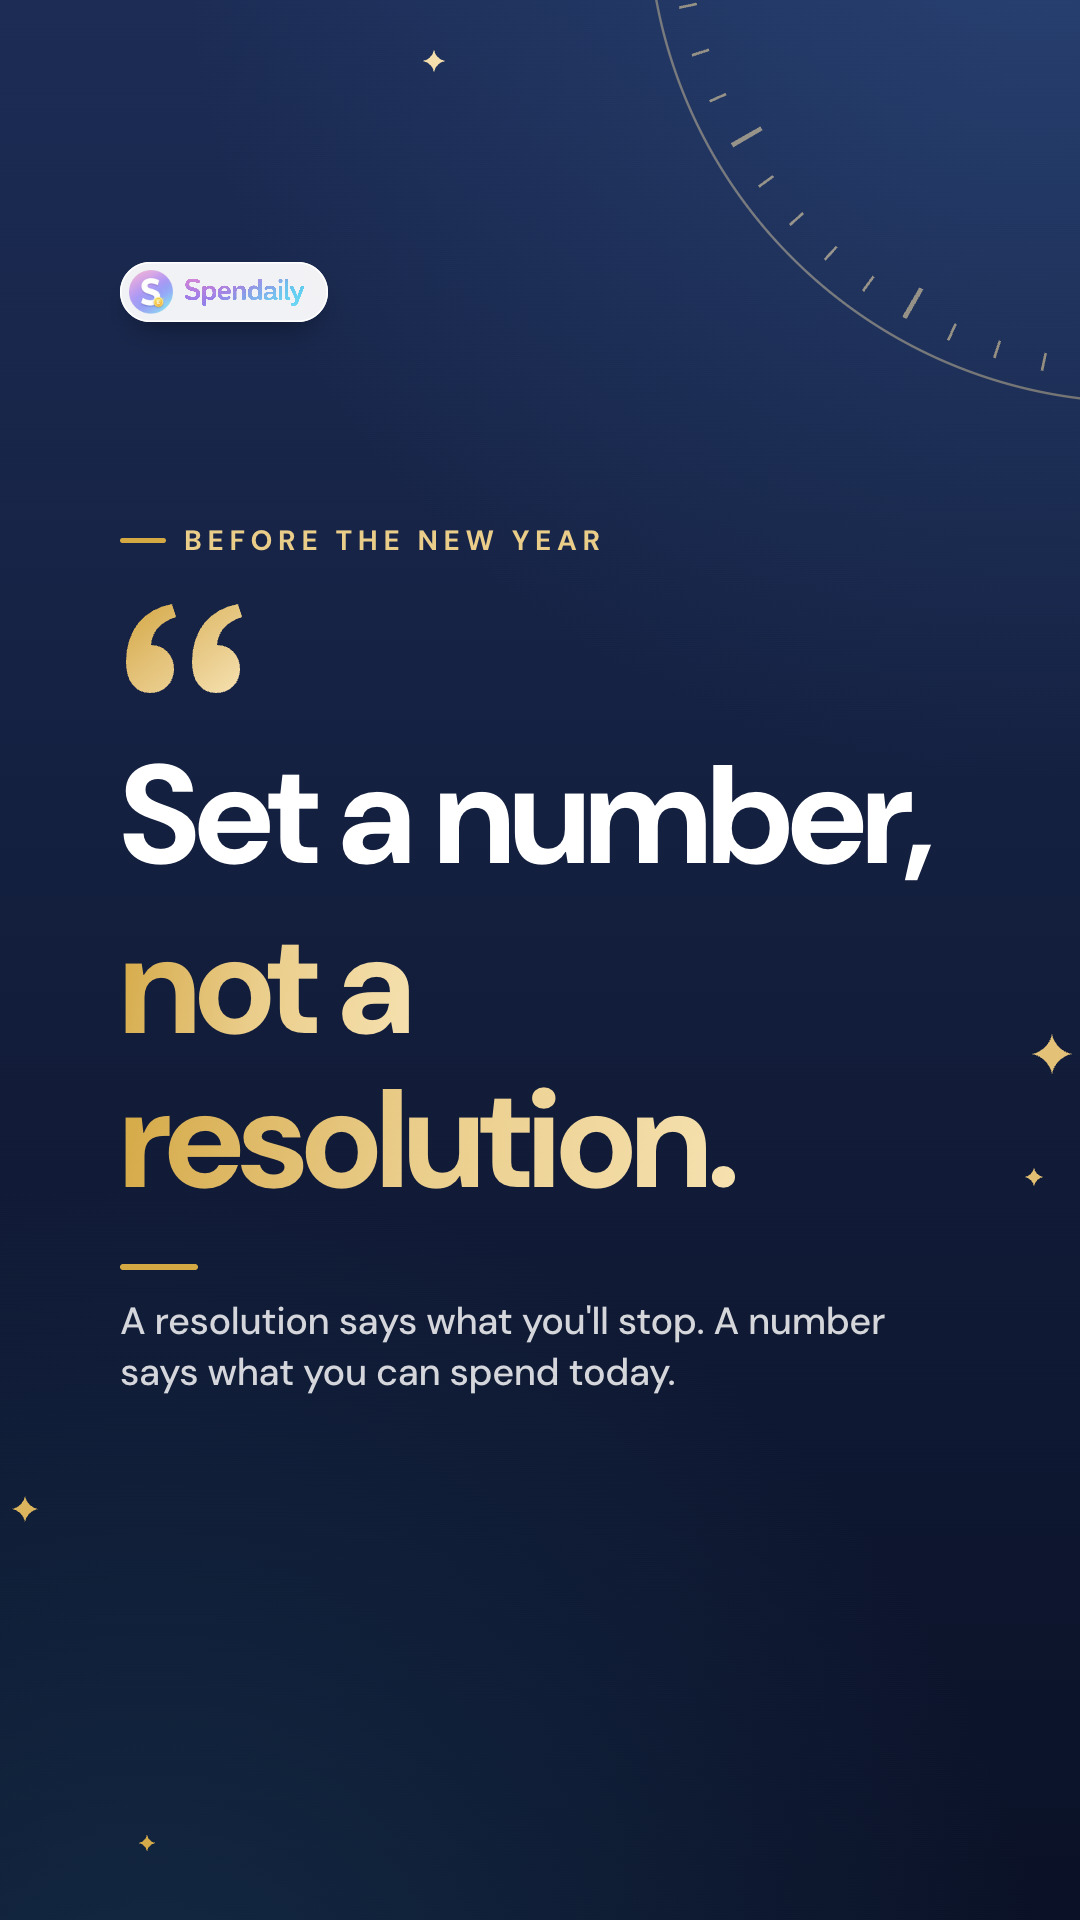 Spendaily
BEFORE THE NEW YEAR
“
Set a number,
not a
resolution.
A resolution says what you'll stop. A number
says what you can spend today.